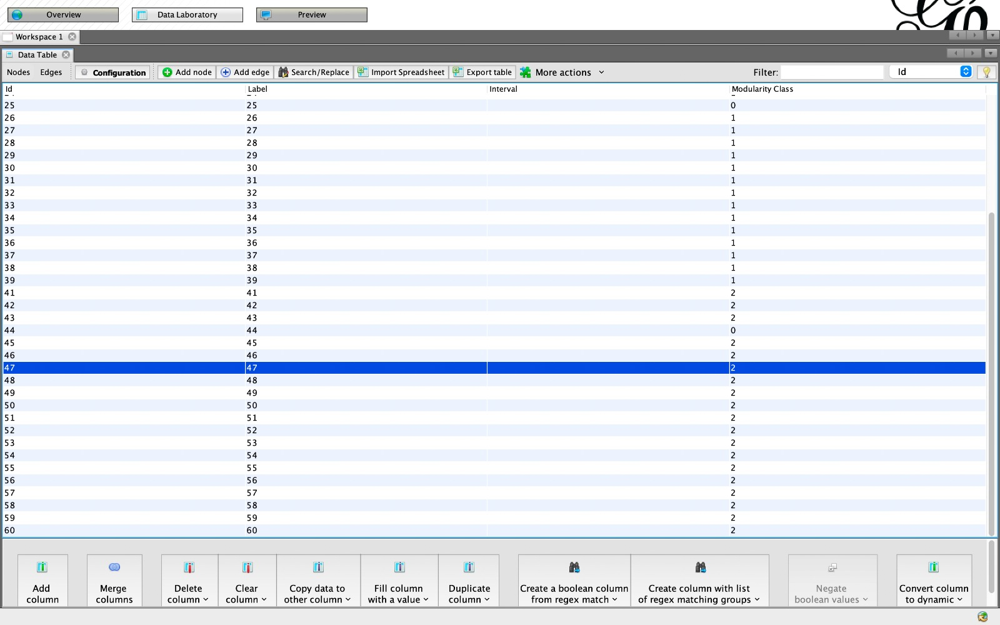 Overview Data Laboratory Preview
Workspace 1
Data Table
Nodes Edges Configuration Add node Add edge Search/Replace Import Spreadsheet Export table More actions Filter: Id
Id Label Interval Modularity Class
25 25 0
26 26 1
27 27 1
28 28 1
29 29 1
30 30 1
31 31 1
32 32 1
33 33 1
34 34 1
35 35 1
36 36 1
37 37 1
38 38 1
39 39 1
41 41 2
42 42 2
43 43 2
44 44 0
45 45 2
46 46 2
47 47 2
48 48 2
49 49 2
50 50 2
51 51 2
52 52 2
53 53 2
54 54 2
55 55 2
56 56 2
57 57 2
58 58 2
59 59 2
60 60 2
Add column
Merge columns
Delete column
Clear column
Copy data to other column
Fill column with a value
Duplicate column
Create a boolean column from regex match
Create column with list of regex matching groups
Negate boolean values
Convert column to dynamic